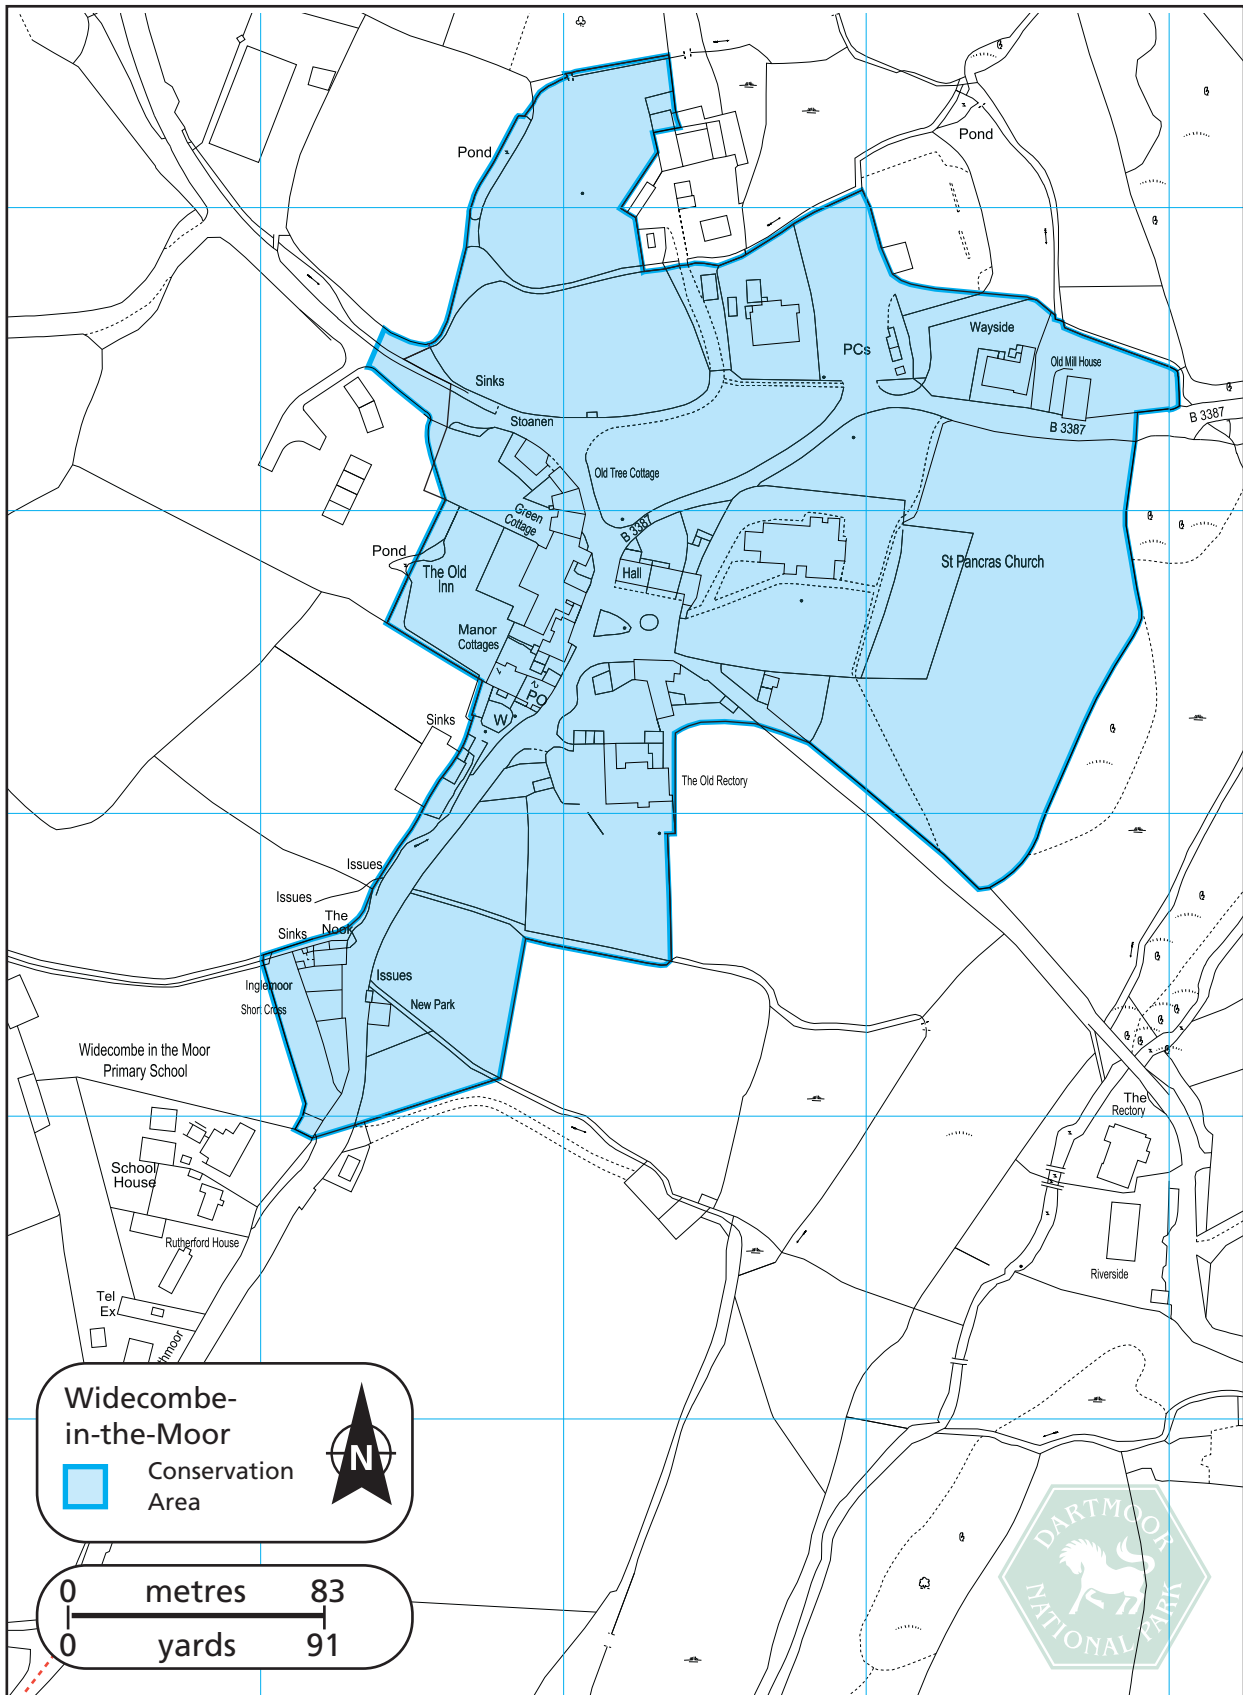 Pond
Pond
Wayside
PCs
Old Mill House
Sinks
Stoanen
B 3387
B 3387
Old Tree Cottage
Green
Cottage
B 3387
Pond
The Old
Inn
Hall
St Pancras Church
Manor
Cottages
1
2
PO
W
Sinks
The Old Rectory
Issues
Issues
The
Nook
Sinks
Issues
Inglemoor
Short Cross
New Park
Widecombe in the Moor
Primary School
The
Rectory
School
House
Rutherford House
Riverside
Tel
Ex
thmoor
Widecombe-
in-the-Moor
Conservation
Area
N
0 metres 83
0 yards 91
DARTMOOR
NATIONAL PARK